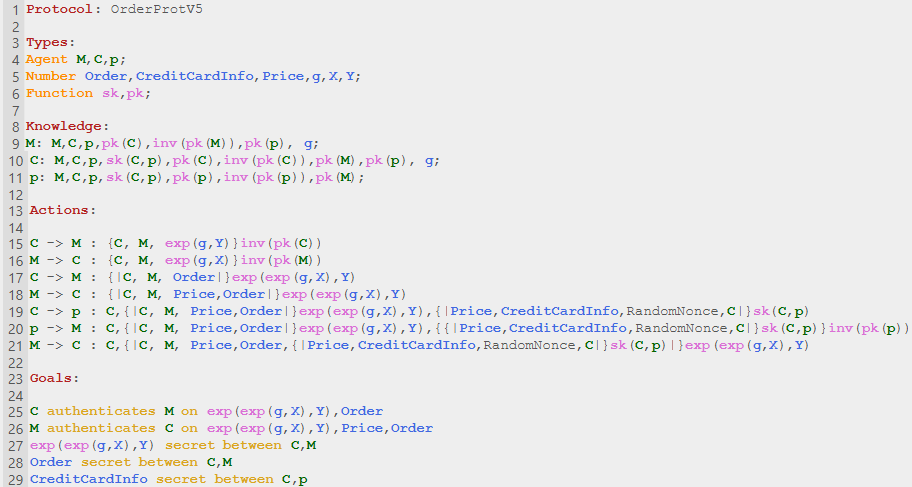 1 Protocol: OrderProtV5
2
3 Types:
4 Agent M,C,p;
5 Number Order,CreditCardInfo,Price,g,X,Y;
6 Function sk,pk;
7
8 Knowledge:
9 M: M,C,p,pk(C),inv(pk(M)),pk(p), g;
10 C: M,C,p,sk(C,p),pk(C),inv(pk(C)),pk(M),pk(p), g;
11 p: M,C,p,sk(C,p),pk(p),inv(pk(p)),pk(M);
12
13 Actions:
14
15 C -> M : {C, M, exp(g,Y)}inv(pk(C))
16 M -> C : {C, M, exp(g,X)}inv(pk(M))
17 C -> M : {|C, M, Order|}exp(exp(g,X),Y)
18 M -> C : {|C, M, Price,Order|}exp(exp(g,X),Y)
19 C -> p : C,{|C, M, Price,Order|}exp(exp(g,X),Y),{|Price,CreditCardInfo,RandomNonce,C|}sk(C,p)
20 p -> M : C,{|C, M, Price,Order|}exp(exp(g,X),Y),{{|Price,CreditCardInfo,RandomNonce,C|}sk(C,p)}inv(pk(p))
21 M -> C : C,{|C, M, Price,Order,{|Price,CreditCardInfo,RandomNonce,C|}sk(C,p)|}exp(exp(g,X),Y)
22
23 Goals:
24
25 C authenticates M on exp(exp(g,X),Y),Order
26 M authenticates C on exp(exp(g,X),Y),Price,Order
27 exp(exp(g,X),Y) secret between C,M
28 Order secret between C,M
29 CreditCardInfo secret between C,p